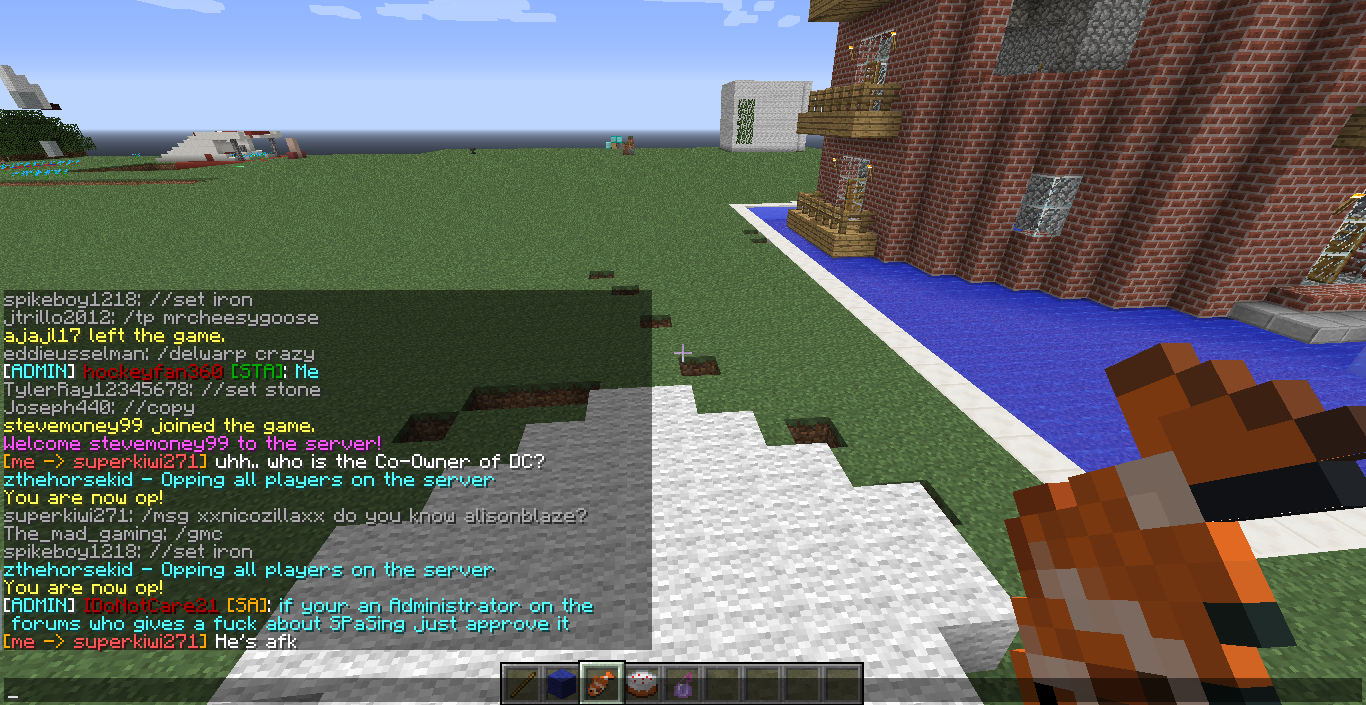 spikeboy1218: //set iron
jtrillo2012: /tp mrcheesygoose
ajajl17 left the game.
eddieusselman: /delwarp crazy
[ADMIN] hockeyfan360 [STA]: Me
TylerRay12345678: //set stone
Joseph440: //copy
stevemoney99 joined the game.
Welcome stevemoney99 to the server!
[me -> superkiwi271] uhh.. who is the Co-Owner of DC?
zthehorsekid - Opping all players on the server
You are now op!
superkiwi271: /msg xxnicozillaxx do you know alisonblaze?
The_mad_gaming: /gmc
spikeboy1218: //set iron
zthehorsekid - Opping all players on the server
You are now op!
[ADMIN] IDoNotCare21 [SA]: if your an Administrator on the
forums who gives a fuck about SPaSing just approve it
[me -> superkiwi271] He's afk
_